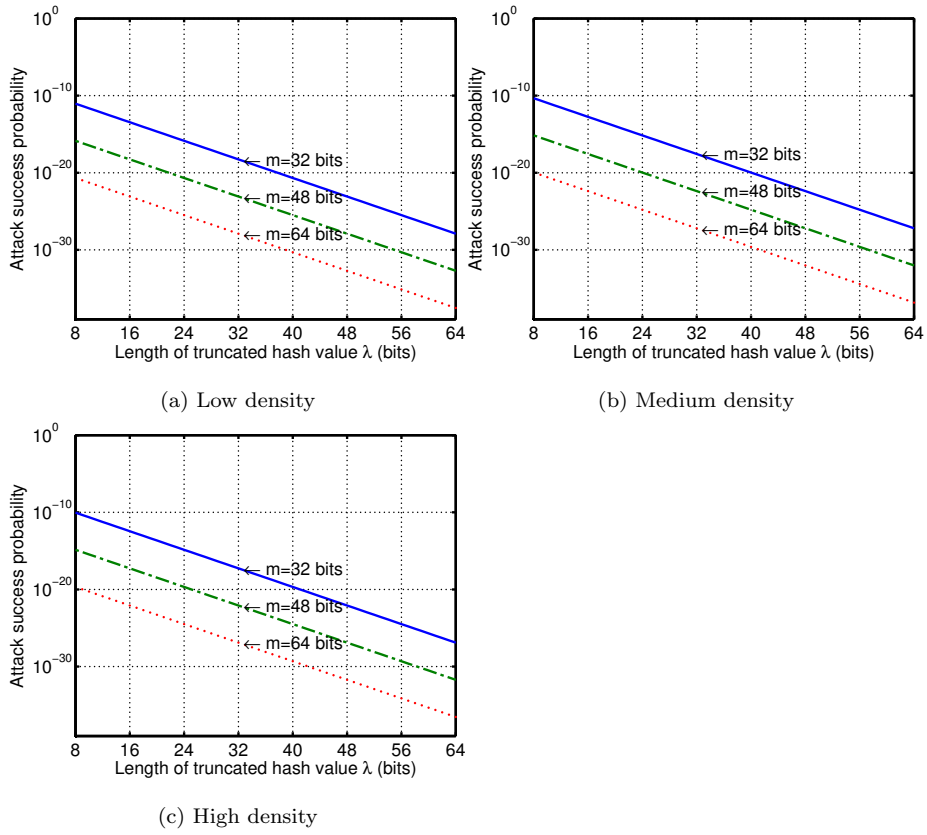 10^0
10^−10
10^−20
10^−30
Attack success probability
← m=32 bits
← m=48 bits
← m=64 bits
8 16 24 32 40 48 56 64
Length of truncated hash value λ (bits)
(a) Low density
10^0
10^−10
10^−20
10^−30
Attack success probability
← m=32 bits
← m=48 bits
← m=64 bits
8 16 24 32 40 48 56 64
Length of truncated hash value λ (bits)
(b) Medium density
10^0
10^−10
10^−20
10^−30
Attack success probability
← m=32 bits
← m=48 bits
← m=64 bits
8 16 24 32 40 48 56 64
Length of truncated hash value λ (bits)
(c) High density